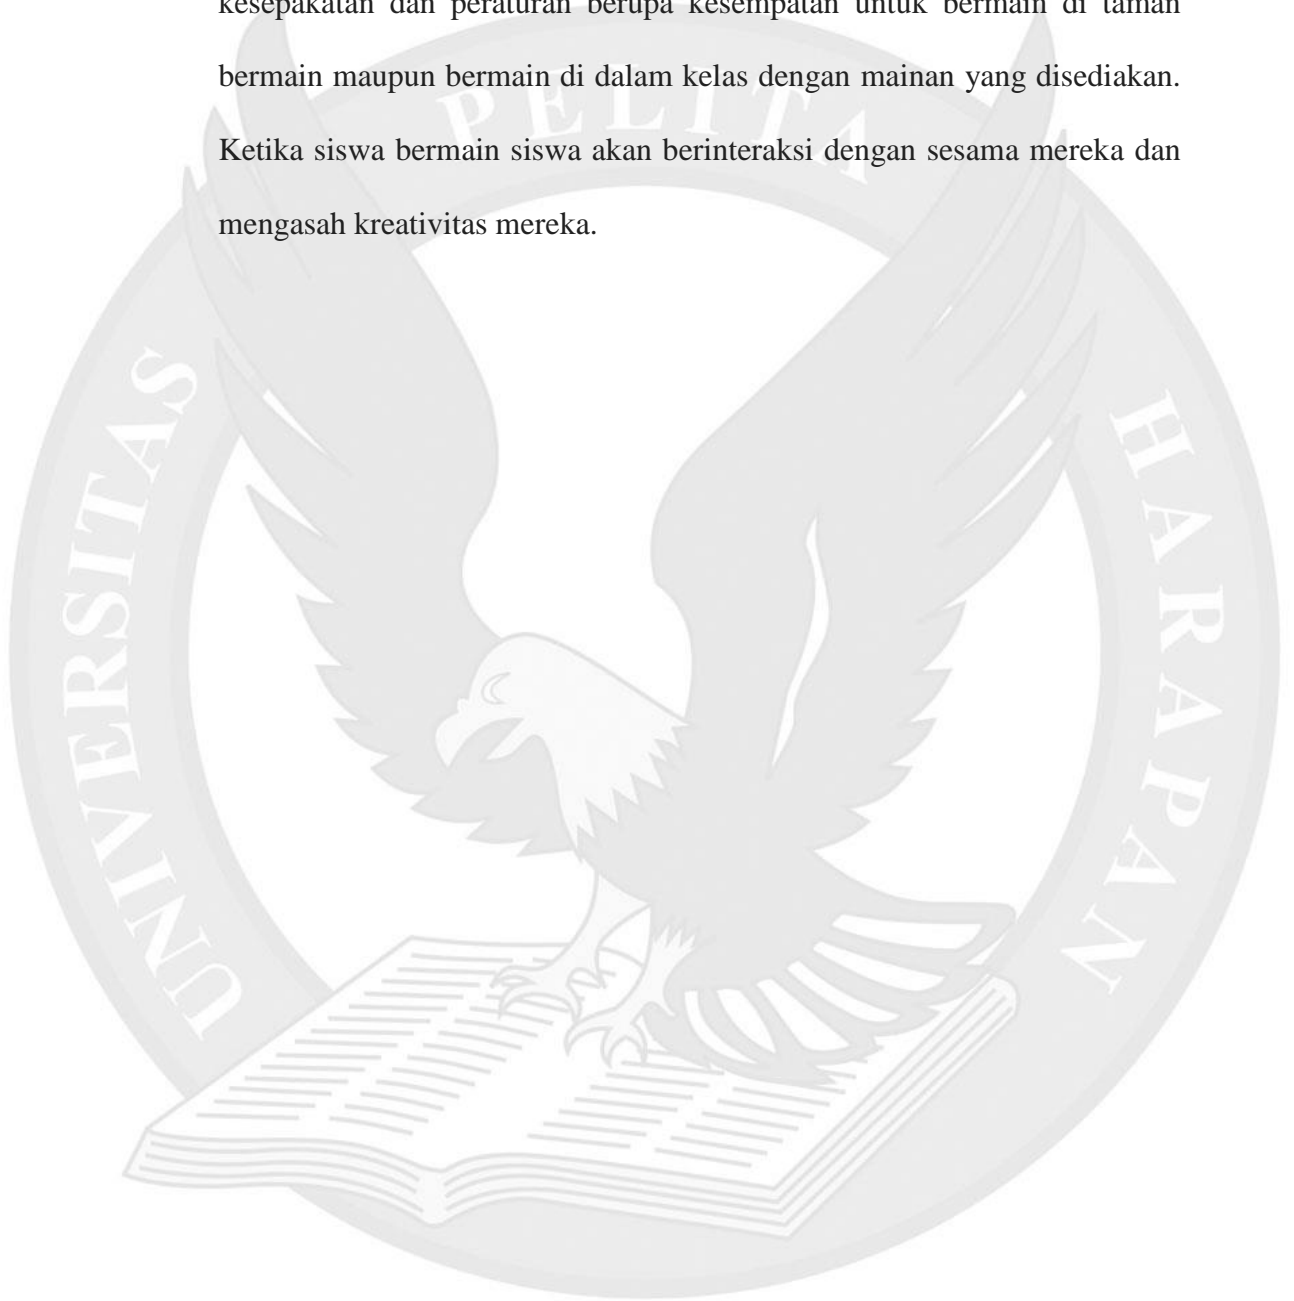 kesepakatan dan peraturan berupa kesempatan untuk bermain di taman
bermain maupun bermain di dalam kelas dengan mainan yang disediakan.
Ketika siswa bermain siswa akan berinteraksi dengan sesama mereka dan
mengasah kreativitas mereka.
UNIVERSITAS PELITA HARAPAN